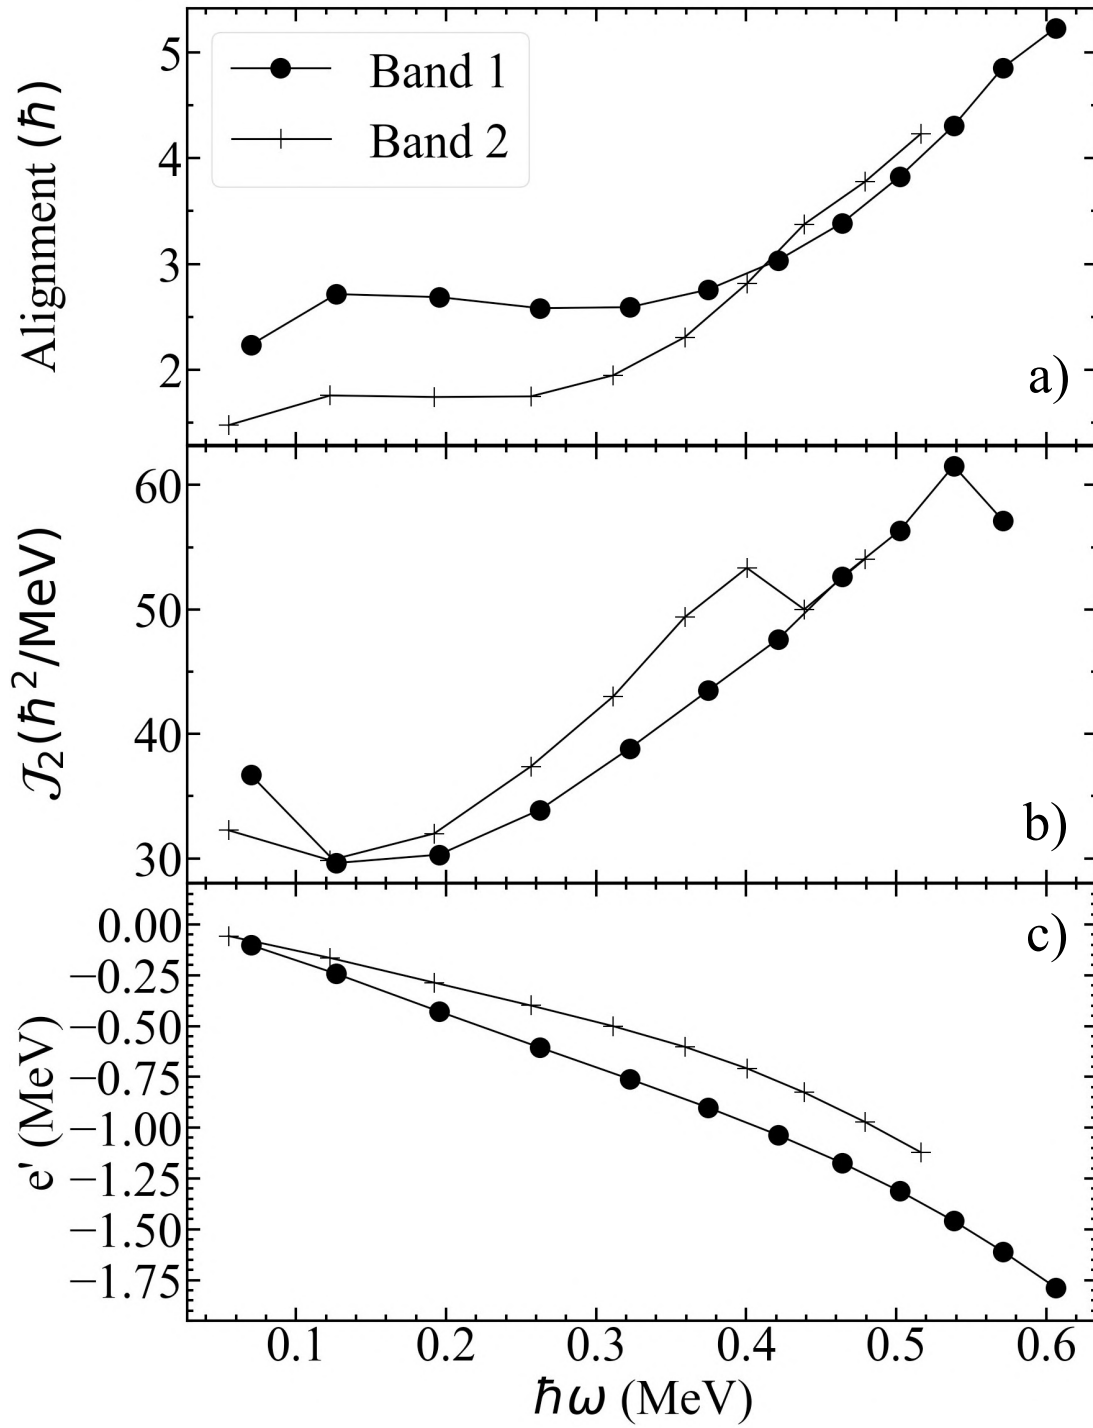 Alignment (ħ)
5
4
3
2
Band 1
Band 2
a)
𝒥₂(ħ²/MeV)
60
50
40
30
b)
e' (MeV)
0.00
−0.25
−0.50
−0.75
−1.00
−1.25
−1.50
−1.75
c)
0.1 0.2 0.3 0.4 0.5 0.6
ħω (MeV)